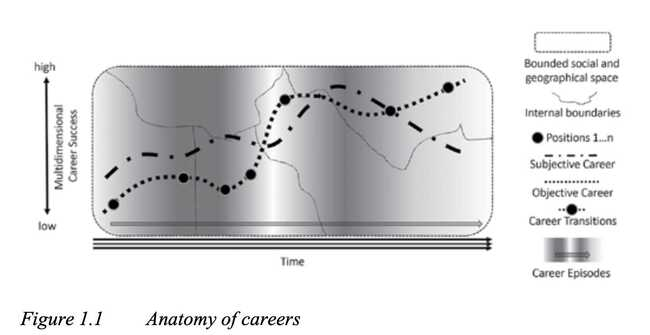 high
Multidimensional
Career Success
low
Time
Bounded social and
geographical space
Internal boundaries
Positions 1...n
Subjective Career
Objective Career
Career Transitions
Career Episodes
Figure 1.1 Anatomy of careers